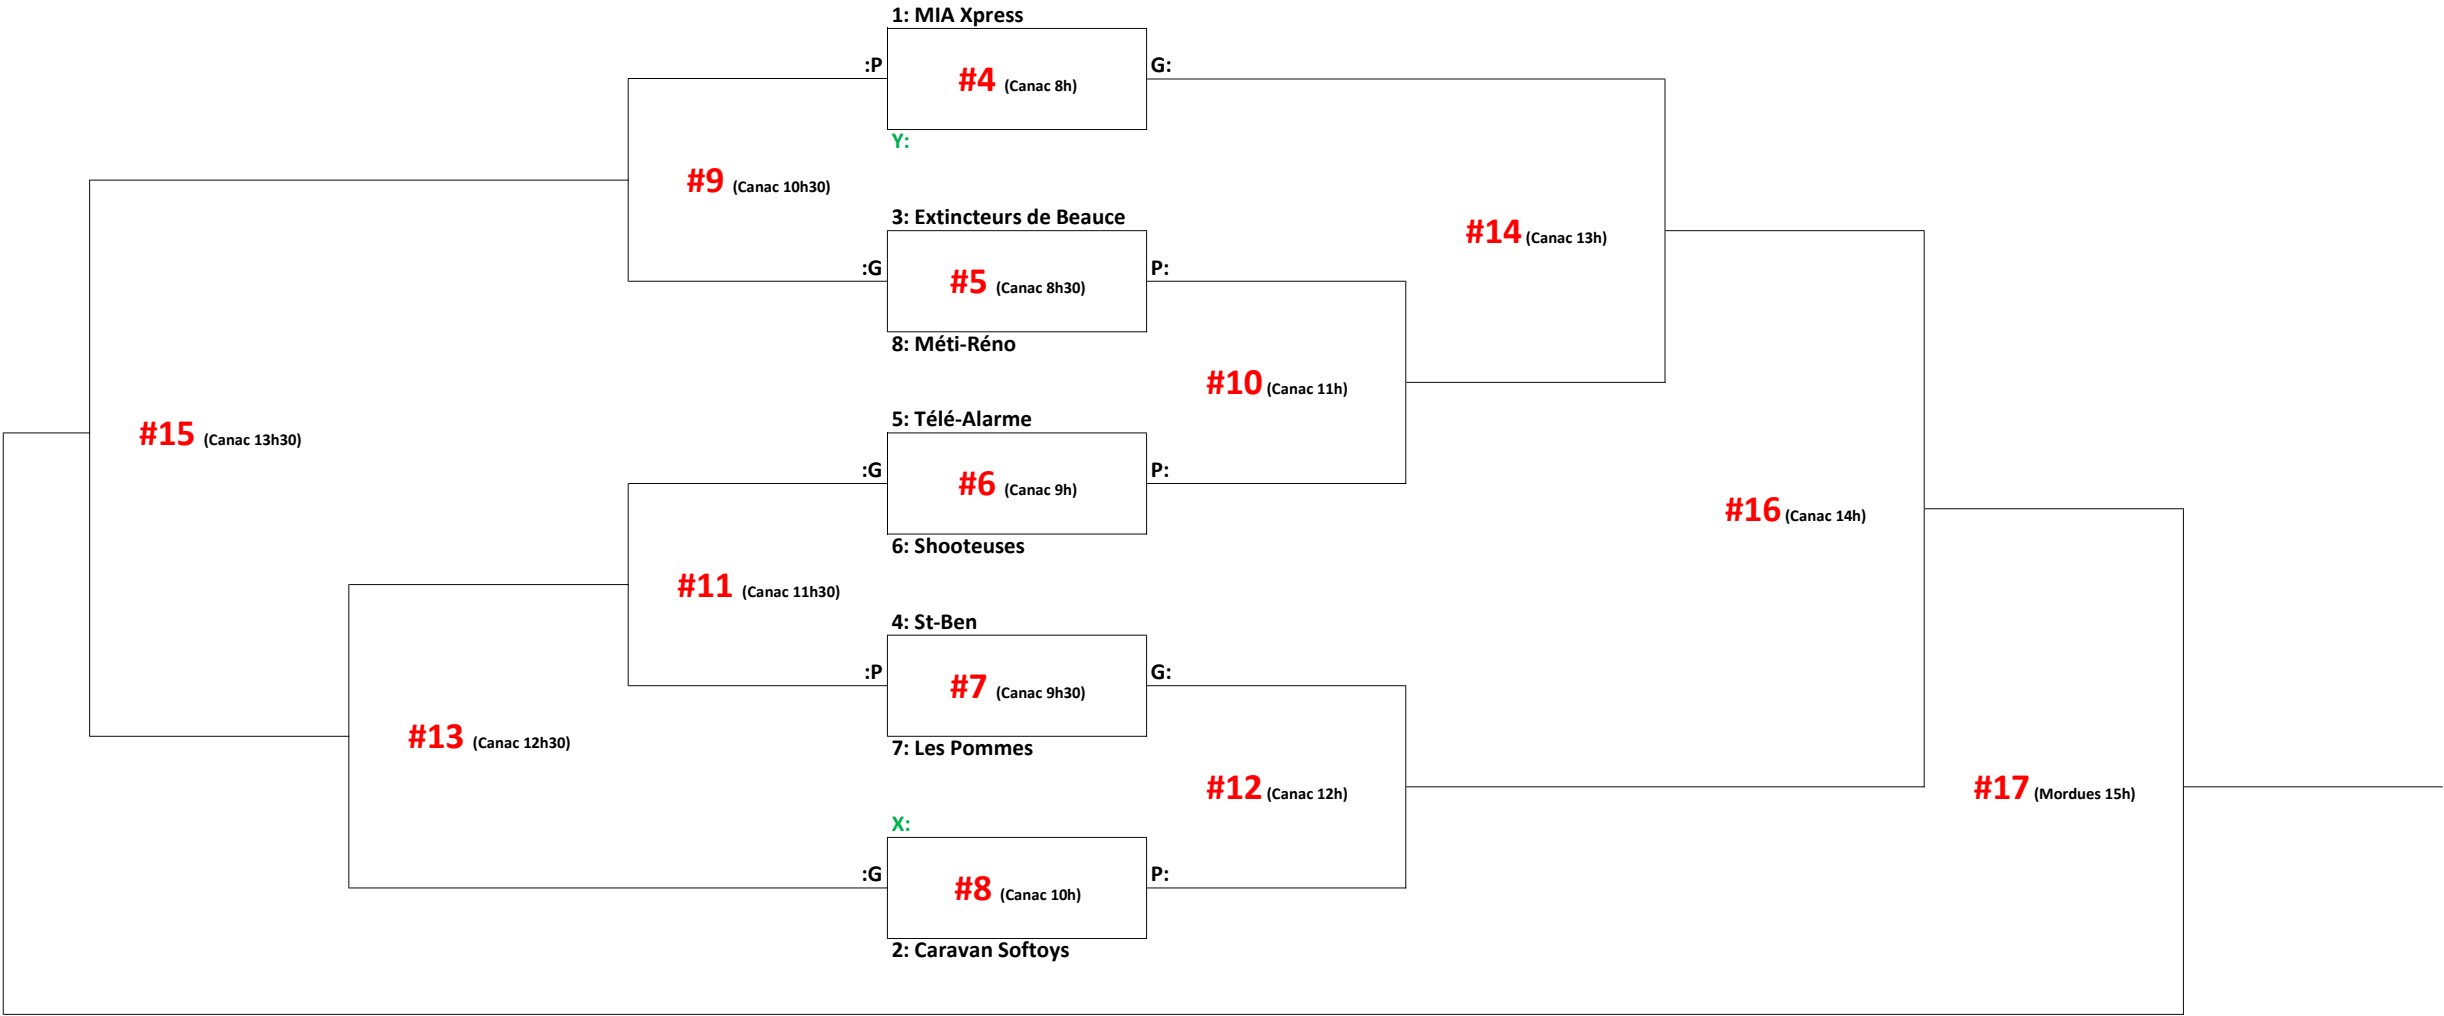 1: MIA Xpress
:P
#4 (Canac 8h)
G:
Y:
#9 (Canac 10h30)
3: Extincteurs de Beauce
#14 (Canac 13h)
:G
#5 (Canac 8h30)
P:
8: Méti-Réno
#10 (Canac 11h)
5: Télé-Alarme
#15 (Canac 13h30)
:G
#6 (Canac 9h)
P:
#16 (Canac 14h)
6: Shooteuses
#11 (Canac 11h30)
4: St-Ben
:P
#7 (Canac 9h30)
G:
#13 (Canac 12h30)
7: Les Pommes
#12 (Canac 12h)
#17 (Mordues 15h)
X:
:G
#8 (Canac 10h)
P:
2: Caravan Softoys